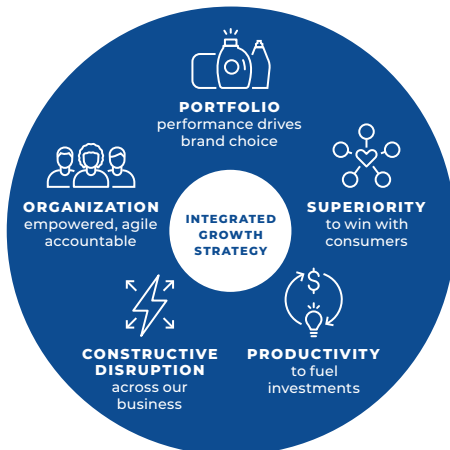 PORTFOLIO
performance drives
brand choice
SUPERIORITY
to win with
consumers
PRODUCTIVITY
to fuel
investments
CONSTRUCTIVE
DISRUPTION
across our
business
ORGANIZATION
empowered, agile
accountable
INTEGRATED
GROWTH
STRATEGY
$